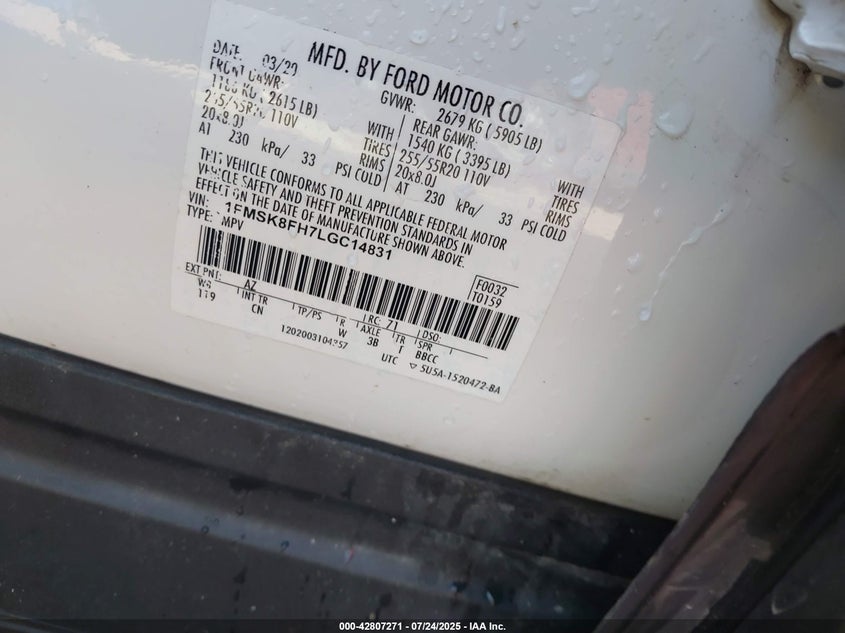 MFD. BY FORD MOTOR CO.
DATE: 03/20
GVWR: 2679 KG ( 5905 LB)
FRONT GAWR:
REAR GAWR:
KG ( 2615 LB)
WITH
1540 KG ( 3395 LB)
WITH
110V
TIRES
255/55R20 110V
TIRES
20x8.0J
RIMS
20x8.0J
RIMS
AT 230 kPa/ 33 PSI COLD
AT 230 kPa/ 33 PSI COLD
THIS VEHICLE CONFORMS TO ALL APPLICABLE FEDERAL MOTOR
VEHICLE SAFETY AND THEFT PREVENTION STANDARDS IN
EFFECT ON THE DATE OF MANUFACTURE SHOWN ABOVE.
VIN: 1FMSK8FH7LGC14831
TYPE: MPV
F0032
T0159
EXT PNT: AZ RC: 71 DSO:
WB INT TR TP/PS R AXLE TR SPR
119 CN W 3B T BBCC
UTC ▽ 5U5A-1520472-BA
000-42807271 | 07/24/2025 | IAA Inc.